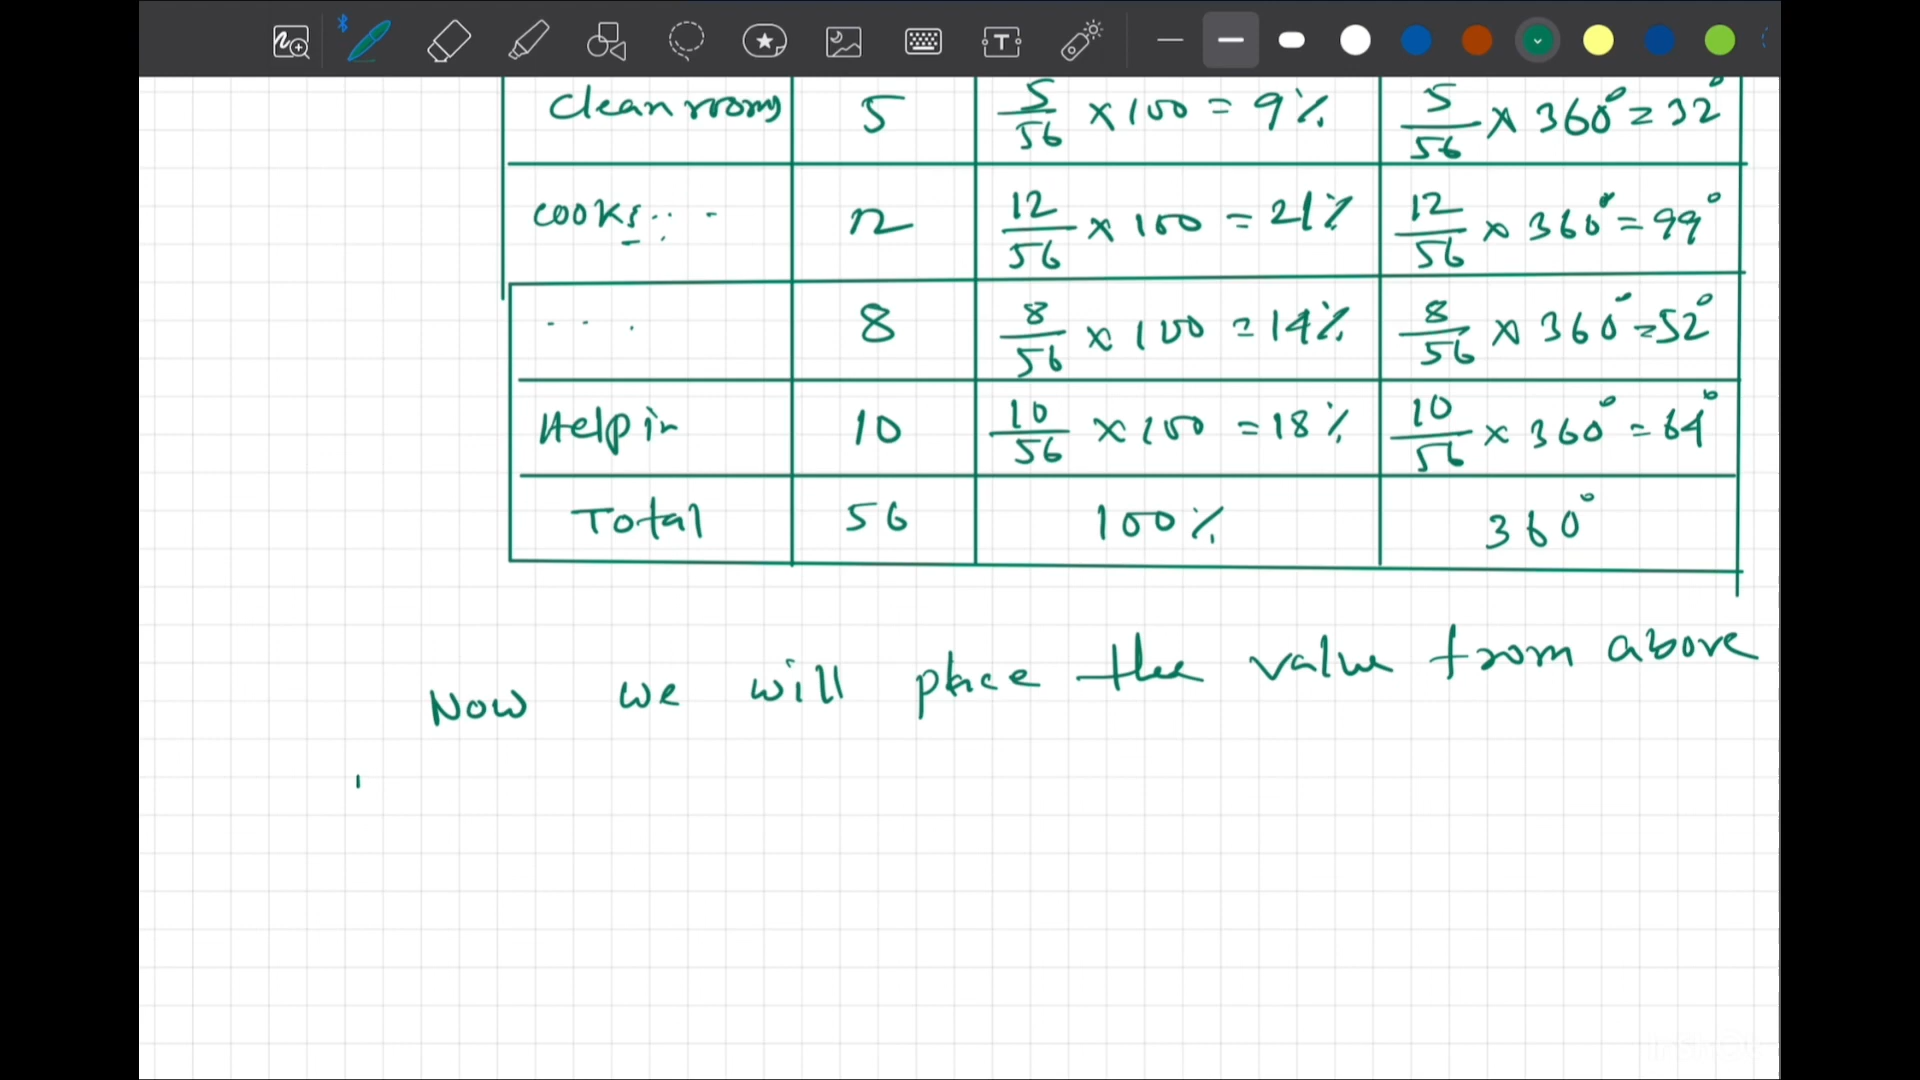 Clean rooms 5 5/56 × 100 = 9% 5/56 × 360° = 32°
cooks 12 12/56 × 100 = 21% 12/56 × 360° = 99°
8 8/56 × 100 = 14% 8/56 × 360° = 52°
Help in 10 10/56 × 100 = 18% 10/56 × 360° = 64°
Total 56 100% 360°
Now we will place the value from above